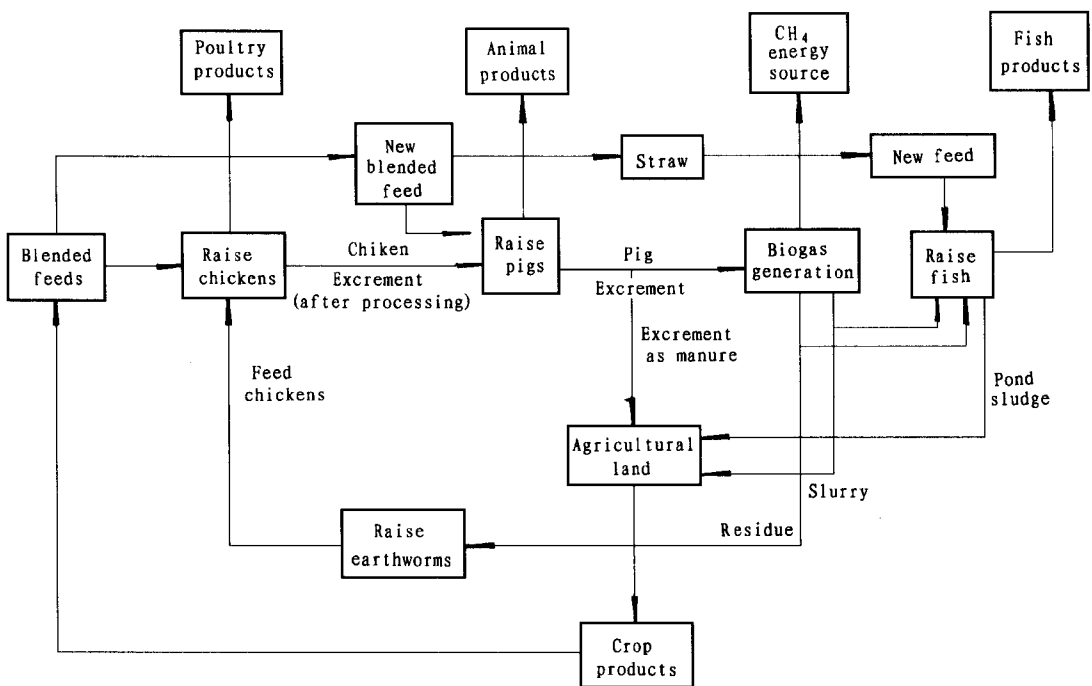 Poultry
products
Animal
products
CH₄
energy
source
Fish
products
New
blended
feed
Straw
New feed
Blended
feeds
Raise
chickens
Chiken
Excrement
(after processing)
Raise
pigs
Pig
Excrement
Biogas
generation
Raise
fish
Excrement
as manure
Feed
chickens
Pond
sludge
Agricultural
land
Slurry
Residue
Raise
earthworms
Crop
products